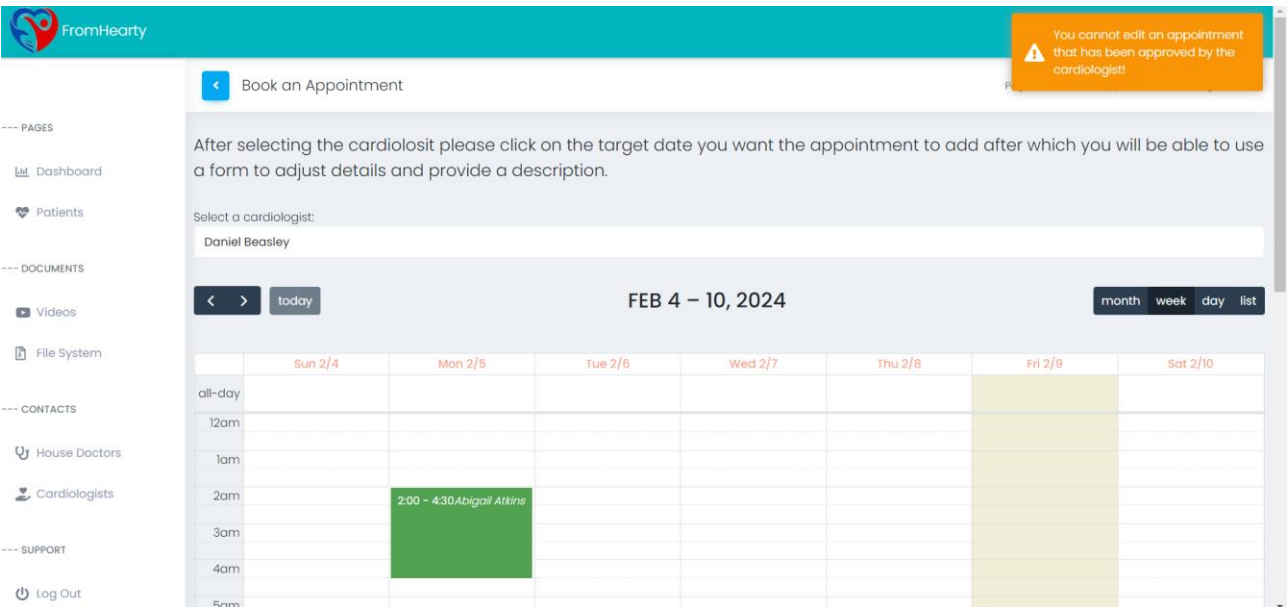 FromHearty
You cannot edit an appointment
that has been approved by the
cardiologist!
Book an Appointment
--- PAGES
Dashboard
Patients
--- DOCUMENTS
Videos
File System
--- CONTACTS
House Doctors
Cardiologists
--- SUPPORT
Log Out
After selecting the cardiolosit please click on the target date you want the appointment to add after which you will be able to use
a form to adjust details and provide a description.
Select a cardiologist:
Daniel Beasley
today
FEB 4 – 10, 2024
month week day list
Sun 2/4 Mon 2/5 Tue 2/6 Wed 2/7 Thu 2/8 Fri 2/9 Sat 2/10
all-day
12am
1am
2am
2:00 - 4:30 Abigail Atkins
3am
4am
5am